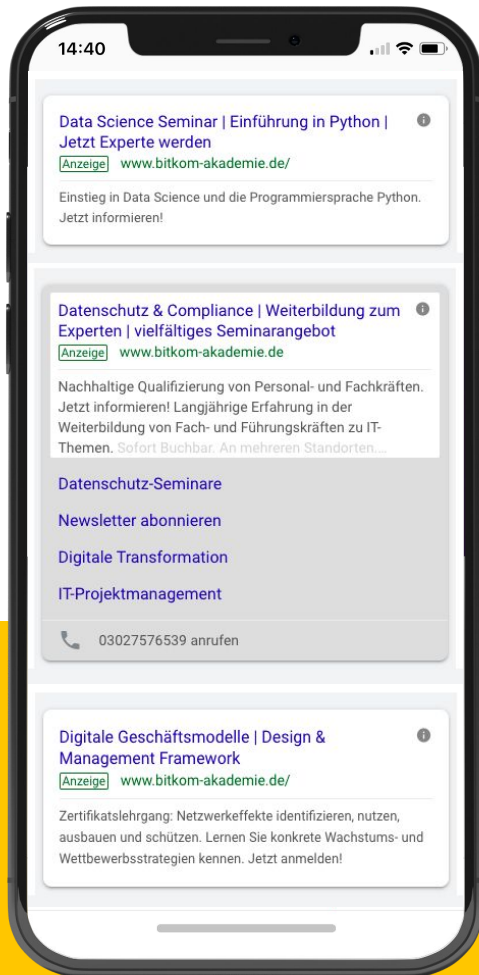 14:40
Data Science Seminar | Einführung in Python |
Jetzt Experte werden
Anzeige www.bitkom-akademie.de/
Einstieg in Data Science und die Programmiersprache Python.
Jetzt informieren!
Datenschutz & Compliance | Weiterbildung zum
Experten | vielfältiges Seminarangebot
Anzeige www.bitkom-akademie.de
Nachhaltige Qualifizierung von Personal- und Fachkräften.
Jetzt informieren! Langjährige Erfahrung in der
Weiterbildung von Fach- und Führungskräften zu IT-
Themen. Sofort Buchbar. An mehreren Standorten....
Datenschutz-Seminare
Newsletter abonnieren
Digitale Transformation
IT-Projektmanagement
03027576539 anrufen
Digitale Geschäftsmodelle | Design &
Management Framework
Anzeige www.bitkom-akademie.de/
Zertifikatslehrgang: Netzwerkeffekte identifizieren, nutzen,
ausbauen und schützen. Lernen Sie konkrete Wachstums- und
Wettbewerbsstrategien kennen. Jetzt anmelden!